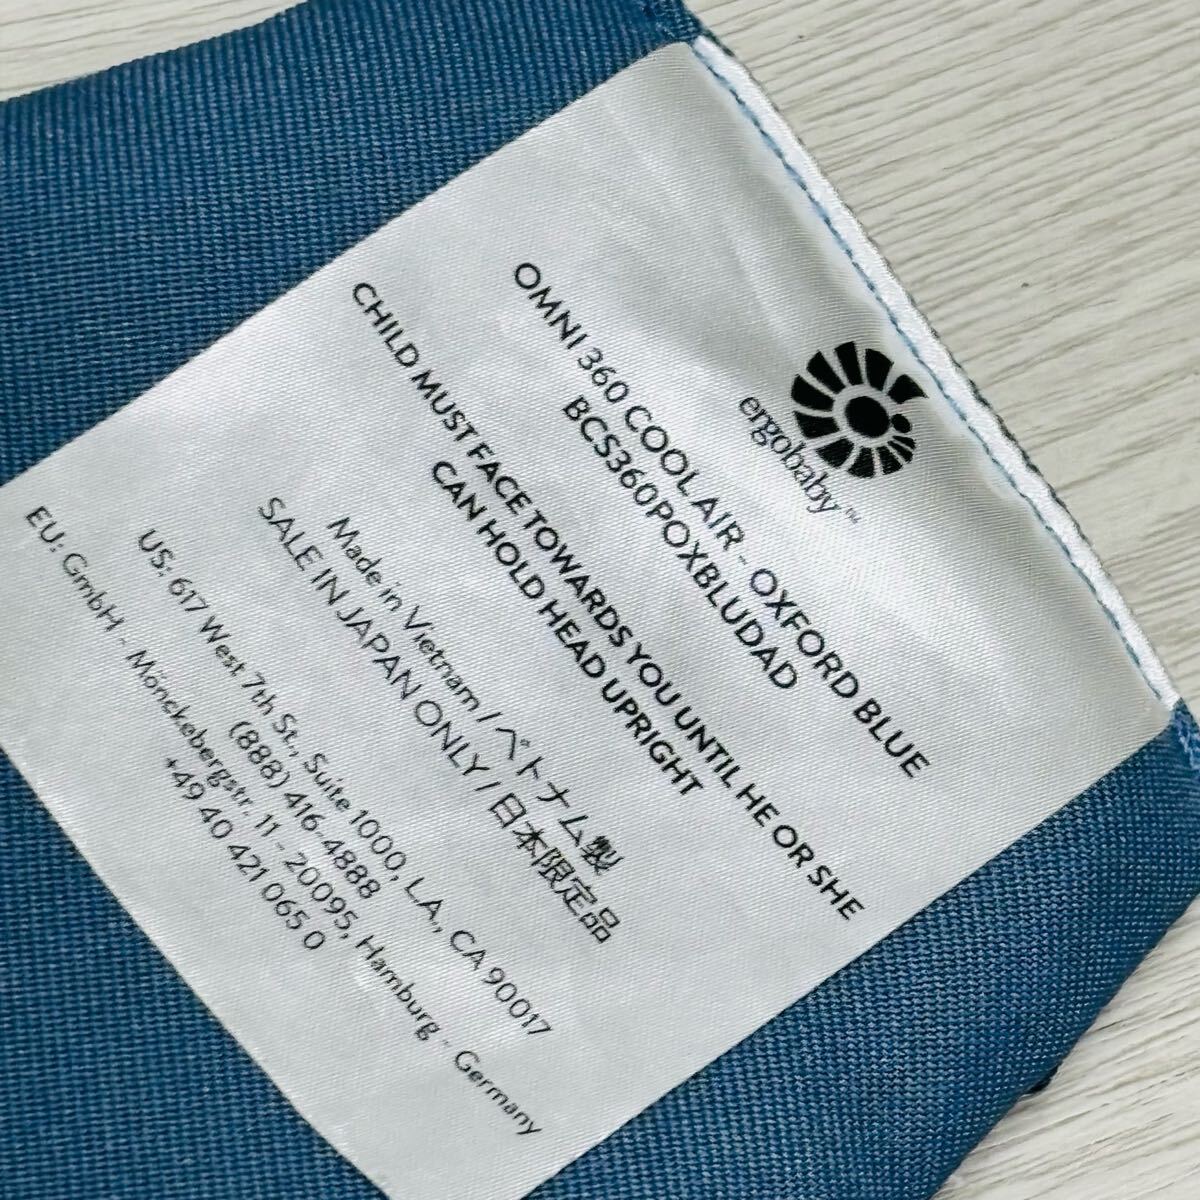 ergobaby™
OMNI 360 COOL AIR - OXFORD BLUE
BCS360POXBLUDAD
CHILD MUST FACE TOWARDS YOU UNTIL HE OR SHE
CAN HOLD HEAD UPRIGHT
Made in Vietnam / ベトナム製
SALE IN JAPAN ONLY / 日本限定品
US: 617 West 7th St., Suite 1000, LA., CA 90017
(888) 416-4888
EU: GmbH - Mönckebergstr. 11 - 20095, Hamburg - Germany
+49 40 421 065 0